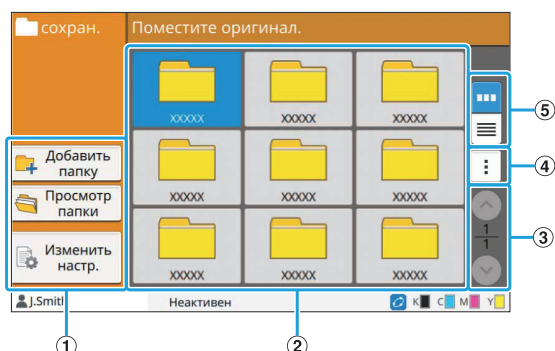 сохран.
Поместите оригинал.
XXXXX
XXXXX
XXXXX
XXXXX
XXXXX
XXXXX
XXXXX
XXXXX
XXXXX
Добавить
папку
Просмотр
папки
Изменить
настр.
1
1
J.Smith
Неактивен
K
C
M
Y
5
4
3
1
2